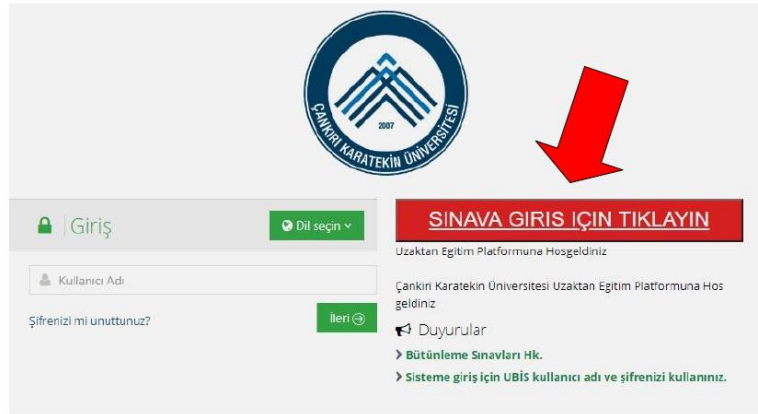 ÇANKIRI KARATEKİN ÜNİVERSİTESİ
2007
Giriş
Dil seçin
Kullanıcı Adı
Şifrenizi mi unuttunuz?
İleri
SINAVA GIRIS IÇIN TIKLAYIN
Uzaktan Egitim Platformuna Hosgeldiniz
Çankiri Karatekin Üniversitesi Uzaktan Egitim Platformuna Hos
geldiniz
Duyurular
Bütünleme Sınavları Hk.
Sisteme giriş için UBİS kullanıcı adı ve şifrenizi kullanınız.